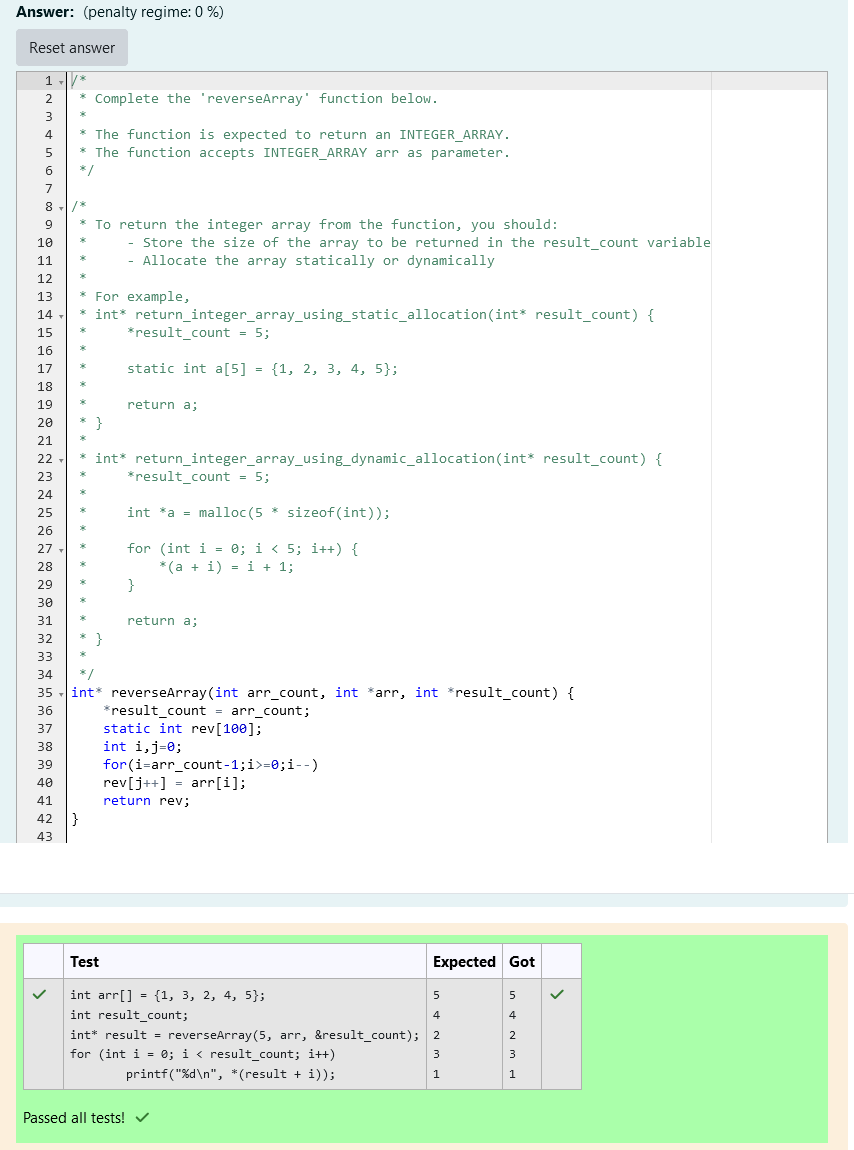 Answer: (penalty regime: 0 %)
Reset answer
1 /*
2  * Complete the 'reverseArray' function below.
3  *
4  * The function is expected to return an INTEGER_ARRAY.
5  * The function accepts INTEGER_ARRAY arr as parameter.
6  */
7
8 /*
9  * To return the integer array from the function, you should:
10  *     - Store the size of the array to be returned in the result_count variable
11  *     - Allocate the array statically or dynamically
12  *
13  * For example,
14  * int* return_integer_array_using_static_allocation(int* result_count) {
15  *     *result_count = 5;
16  *
17  *     static int a[5] = {1, 2, 3, 4, 5};
18  *
19  *     return a;
20  * }
21  *
22  * int* return_integer_array_using_dynamic_allocation(int* result_count) {
23  *     *result_count = 5;
24  *
25  *     int *a = malloc(5 * sizeof(int));
26  *
27  *     for (int i = 0; i < 5; i++) {
28  *         *(a + i) = i + 1;
29  *     }
30  *
31  *     return a;
32  * }
33  *
34  */
35 int* reverseArray(int arr_count, int *arr, int *result_count) {
36     *result_count = arr_count;
37     static int rev[100];
38     int i,j=0;
39     for(i=arr_count-1;i>=0;i--)
40     rev[j++] = arr[i];
41     return rev;
42 }
43
Test Expected Got
int arr[] = {1, 3, 2, 4, 5}; 5 5
int result_count; 4 4
int* result = reverseArray(5, arr, &result_count); 2 2
for (int i = 0; i < result_count; i++) 3 3
printf("%d\n", *(result + i)); 1 1
Passed all tests!